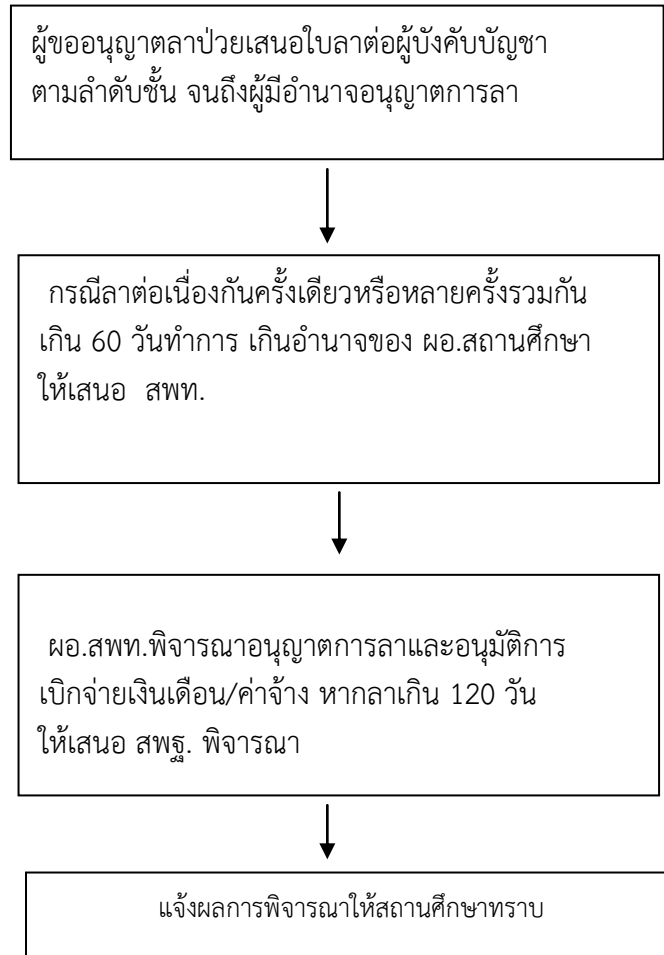 ผู้ขออนุญาตลาป่วยเสนอใบลาต่อผู้บังคับบัญชา
ตามลำดับชั้น จนถึงผู้มีอำนาจอนุญาตการลา
กรณีลาต่อเนื่องกันครั้งเดียวหรือหลายครั้งรวมกัน
เกิน 60 วันทำการ เกินอำนาจของ ผอ.สถานศึกษา
ให้เสนอ สพท.
ผอ.สพท.พิจารณาอนุญาตการลาและอนุมัติการ
เบิกจ่ายเงินเดือน/ค่าจ้าง หากลาเกิน 120 วัน
ให้เสนอ สพฐ. พิจารณา
แจ้งผลการพิจารณาให้สถานศึกษาทราบ